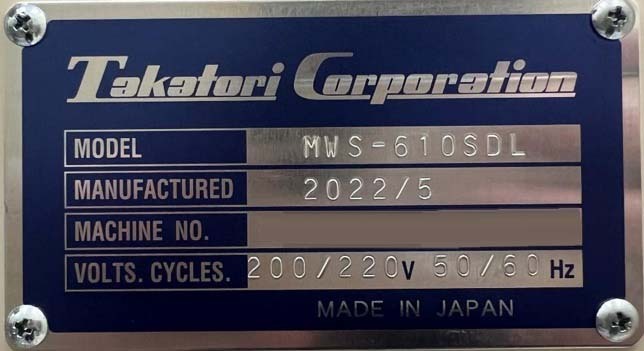 Takatori Corporation
MODEL MWS-610SDL
MANUFACTURED 2022/5
MACHINE NO.
VOLTS. CYCLES. 200/220V 50/60Hz
MADE IN JAPAN